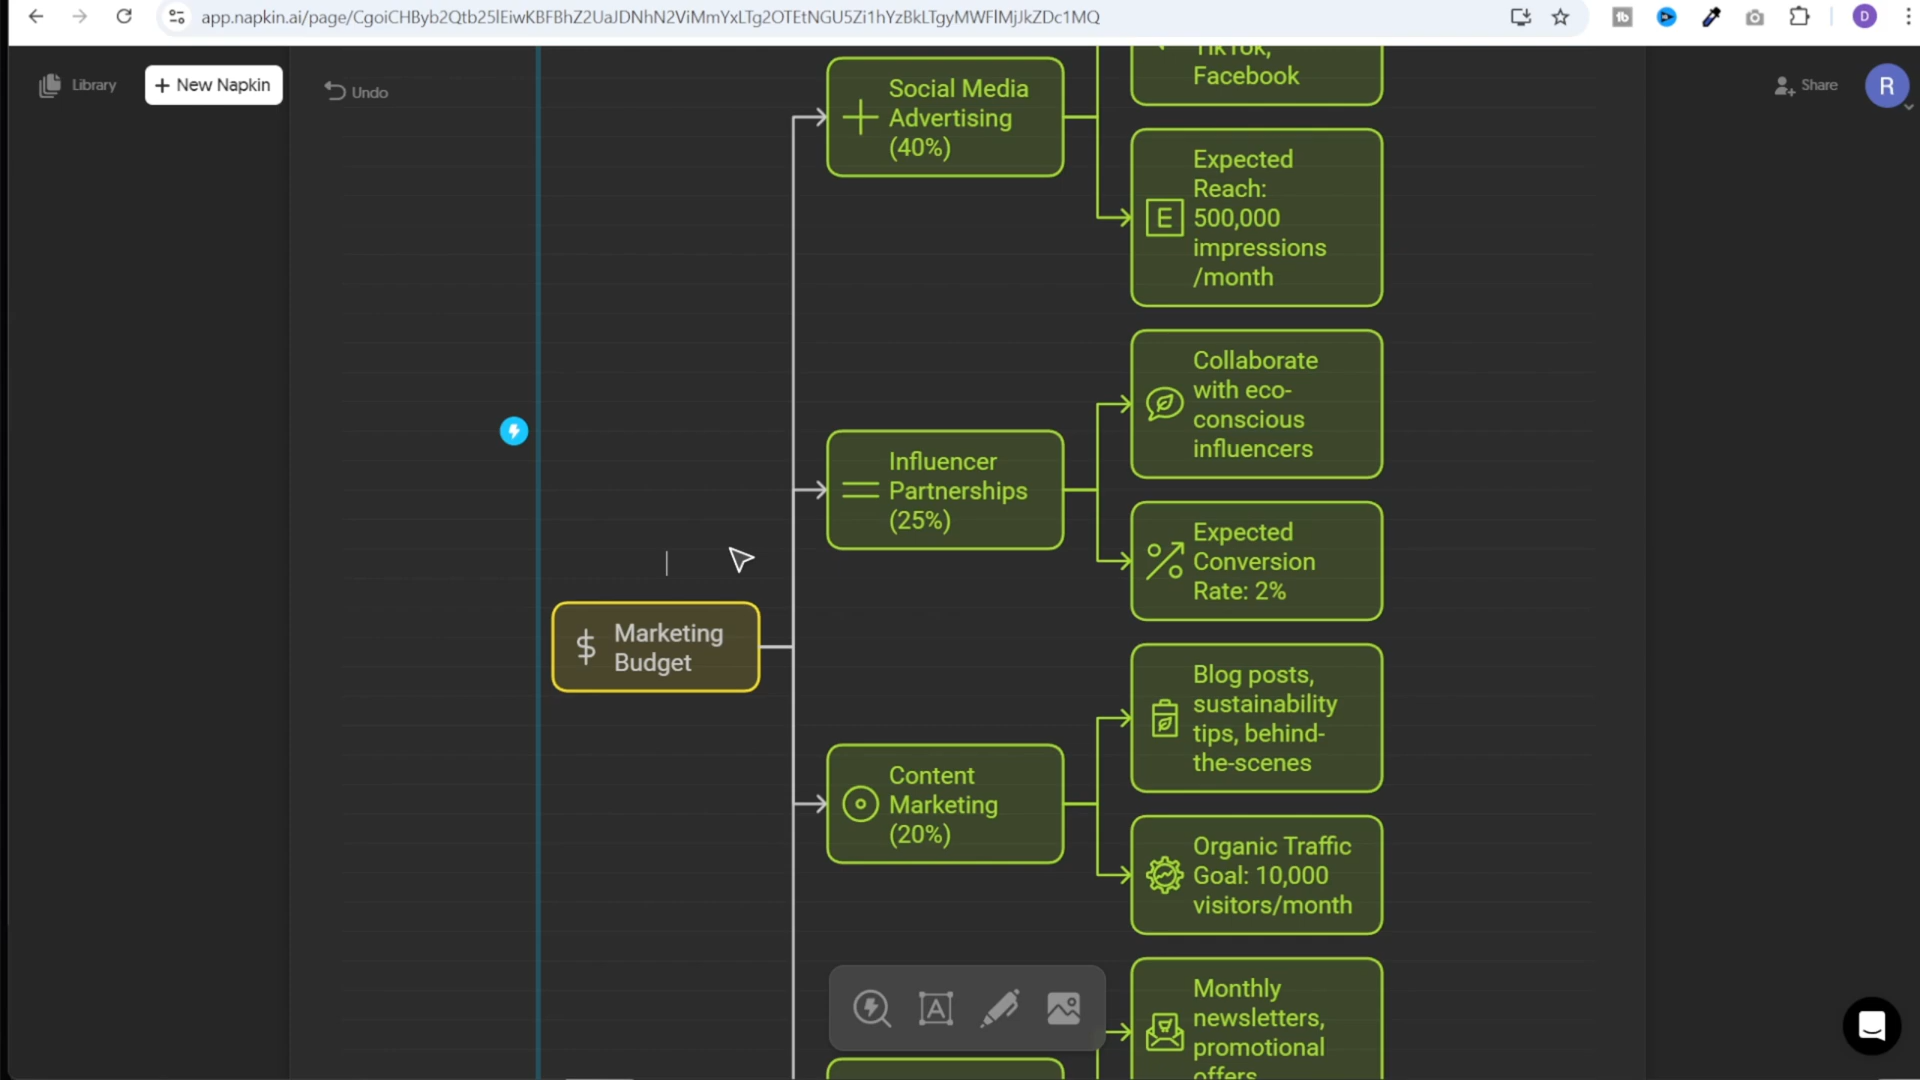 app.napkin.ai/page/CgoiCHByb2Qtb25lEiwKBFBhZ2UaJDNhN2ViMmYxLTg2OTEtNGU5Zi1hYzBkLTgyMWFlMjJkZDc1MQ
D
Library
+ New Napkin
Undo
Share
R
TikTok,
Facebook
Social Media
Advertising
(40%)
Expected
Reach:
500,000
impressions
/month
E
Collaborate
with eco-
conscious
influencers
Influencer
Partnerships
(25%)
Expected
Conversion
Rate: 2%
$
Marketing
Budget
Blog posts,
sustainability
tips, behind-
the-scenes
Content
Marketing
(20%)
Organic Traffic
Goal: 10,000
visitors/month
A
Monthly
newsletters,
promotional
offers